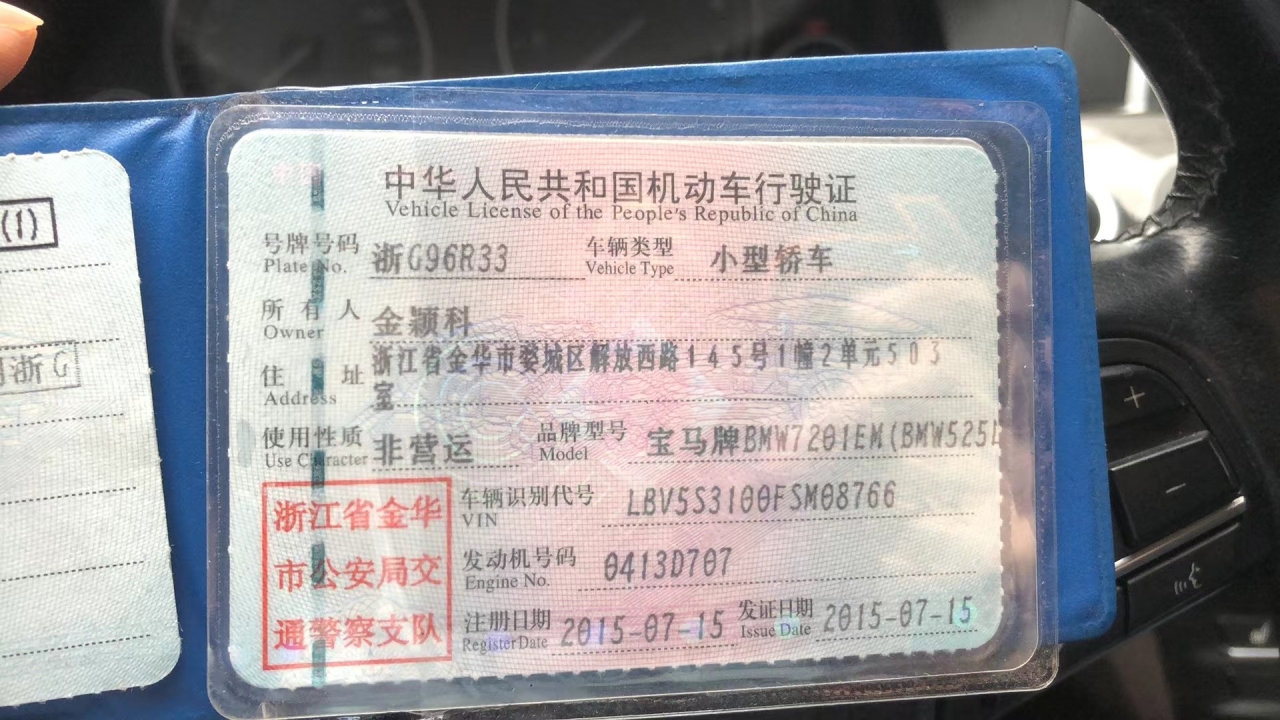 (1)
浙G
中华人民共和国机动车行驶证
Vehicle License of the People's Republic of China
号牌号码 浙G96R33 车辆类型 小型轿车
Plate No. Vehicle Type
所有人 金颖科
Owner
住址 浙江省金华市婺城区解放西路145号1幢2单元503
Address 室
使用性质 非营运 品牌型号 宝马牌BMW7201EM(BMW525L
Use Character Model
浙江省金华
市公安局交
通警察支队
车辆识别代号 LBV5S3100FSM08766
VIN
发动机号码 0413D707
Engine No.
注册日期 2015-07-15 发证日期 2015-07-15
Register Date Issue Date
+
−